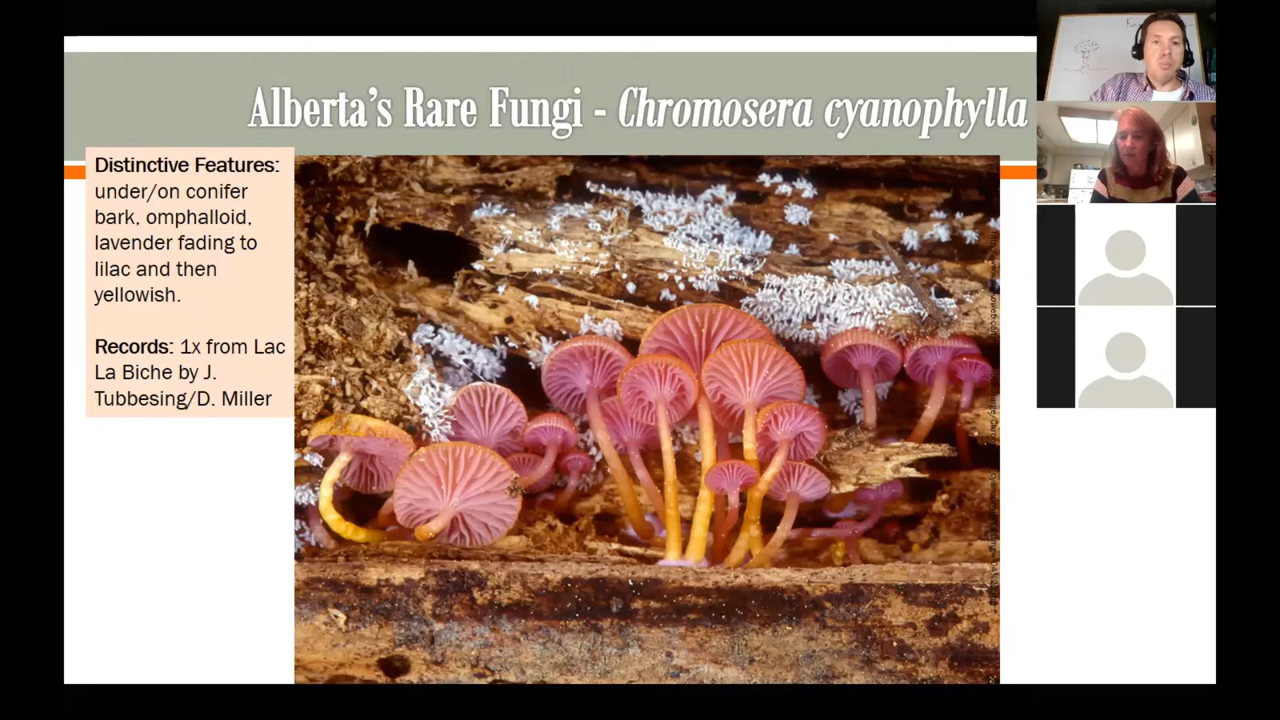 Alberta's Rare Fungi - Chromosera cyanophylla
Distinctive Features:
under/on conifer
bark, omphalloid,
lavender fading to
lilac and then
yellowish.
Records: 1x from Lac
La Biche by J.
Tubbesing/D. Miller